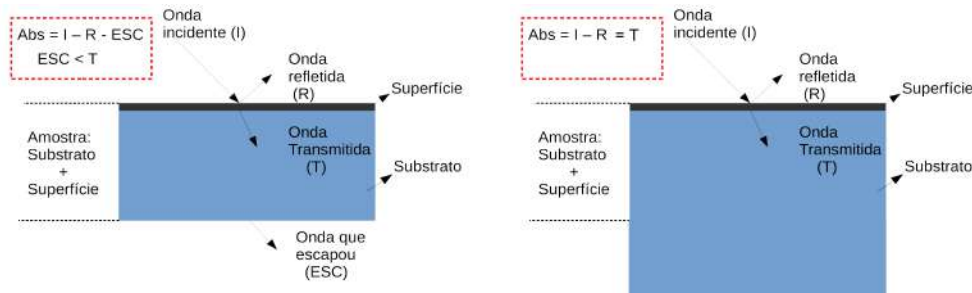 Abs = I – R - ESC
ESC < T
Onda
incidente (I)
Onda
refletida
(R)
Superfície
Amostra:
Substrato
+
Superfície
Onda
Transmitida
(T)
Substrato
Onda que
escapou
(ESC)
Abs = I – R = T
Onda
incidente (I)
Onda
refletida
(R)
Superfície
Amostra:
Substrato
+
Superfície
Onda
Transmitida
(T)
Substrato